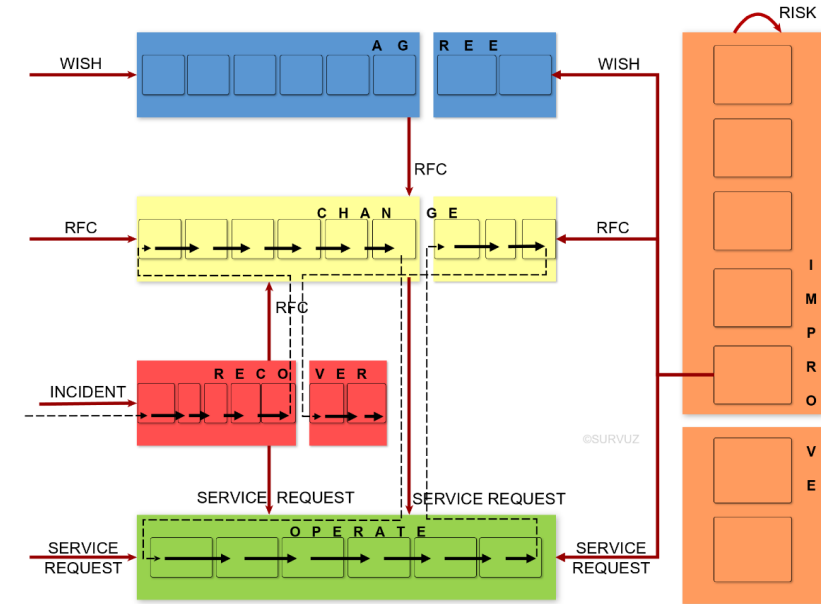 RISK
A G R E E
WISH
WISH
RFC
C H A N G E
RFC
RFC
RFC
I
M
P
R
O
V
E
R E C O V E R
INCIDENT
©SURVUZ
SERVICE REQUEST
SERVICE REQUEST
O P E R A T E
SERVICE
REQUEST
SERVICE
REQUEST